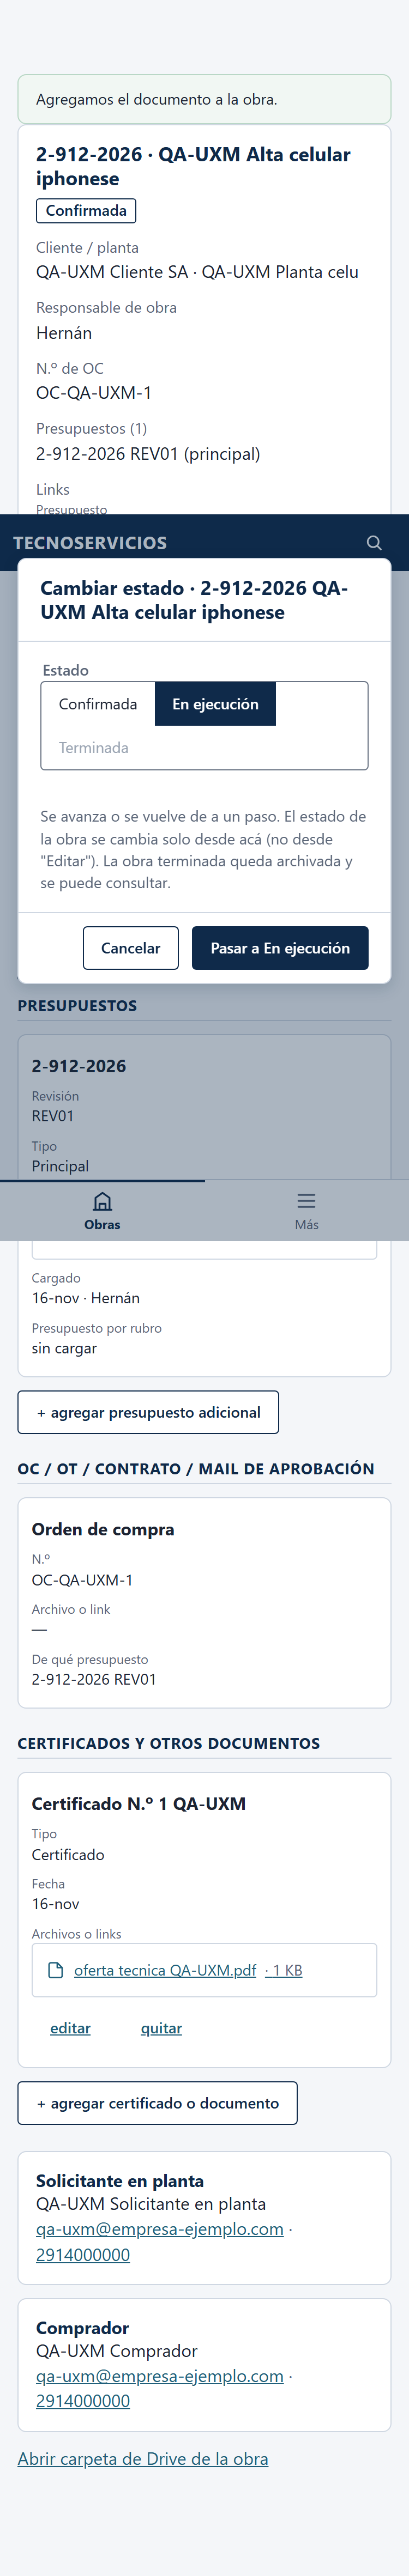 Agregamos el documento a la obra.
2-912-2026 · QA-UXM Alta celular
iphonese
Confirmada
Cliente / planta
QA-UXM Cliente SA · QA-UXM Planta celu
Responsable de obra
Hernán
N.º de OC
OC-QA-UXM-1
Presupuestos (1)
2-912-2026 REV01 (principal)
Links
Presupuesto
TECNOSERVICIOS
Cambiar estado · 2-912-2026 QA-
UXM Alta celular iphonese
Estado
Confirmada
En ejecución
Terminada
Se avanza o se vuelve de a un paso. El estado de
la obra se cambia solo desde acá (no desde
"Editar"). La obra terminada queda archivada y
se puede consultar.
Cancelar
Pasar a En ejecución
PRESUPUESTOS
2-912-2026
Revisión
REV01
Tipo
Principal
Obras
Más
Cargado
16-nov · Hernán
Presupuesto por rubro
sin cargar
+ agregar presupuesto adicional
OC / OT / CONTRATO / MAIL DE APROBACIÓN
Orden de compra
N.º
OC-QA-UXM-1
Archivo o link
—
De qué presupuesto
2-912-2026 REV01
CERTIFICADOS Y OTROS DOCUMENTOS
Certificado N.º 1 QA-UXM
Tipo
Certificado
Fecha
16-nov
Archivos o links
oferta tecnica QA-UXM.pdf · 1 KB
editar
quitar
+ agregar certificado o documento
Solicitante en planta
QA-UXM Solicitante en planta
qa-uxm@empresa-ejemplo.com ·
2914000000
Comprador
QA-UXM Comprador
qa-uxm@empresa-ejemplo.com ·
2914000000
Abrir carpeta de Drive de la obra